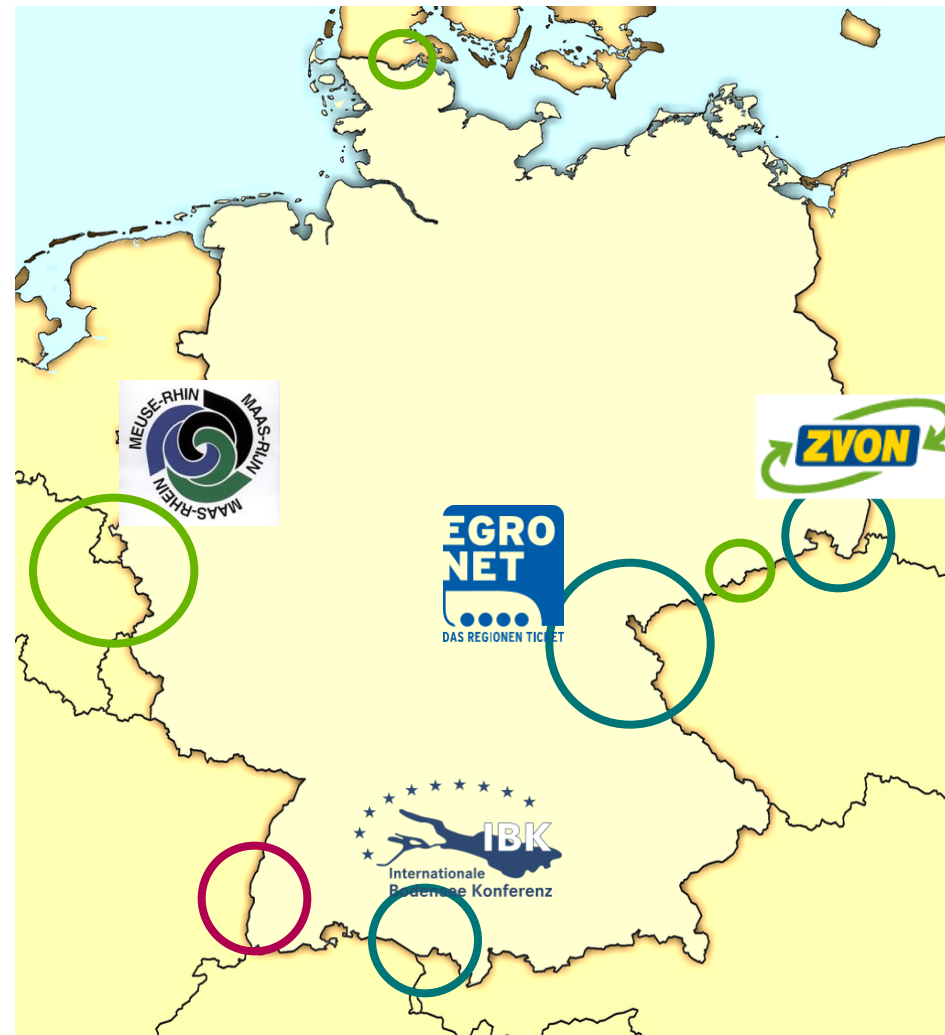 MEUSE-RHIN
MAAS-RIJN
MAAS-RHEIN
ZVON
EGRO
NET
DAS REGIONEN TICKET
IBK
Internationale
Bodensee Konferenz